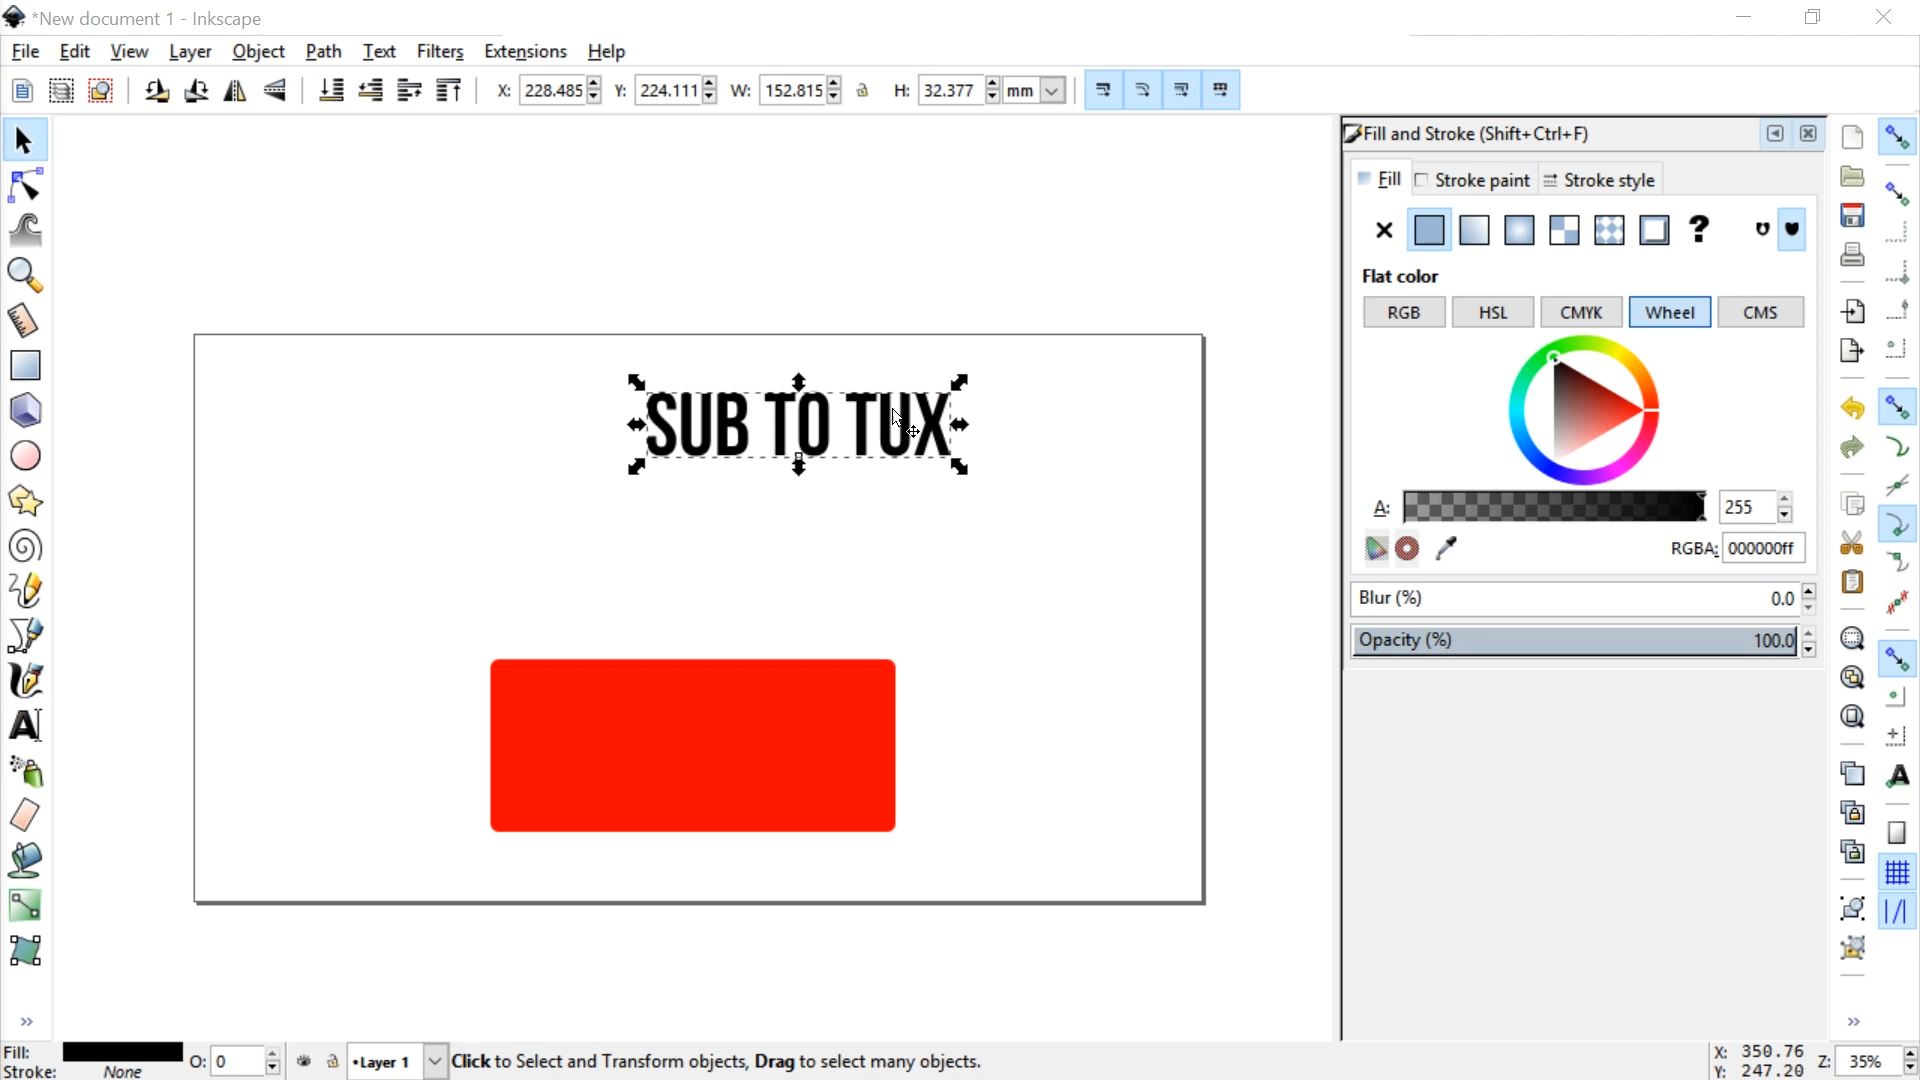 *New document 1 - Inkscape
File Edit View Layer Object Path Text Filters Extensions Help
X: 228.485 Y: 224.111 W: 152.815 H: 32.377 mm
Fill and Stroke (Shift+Ctrl+F)
Fill Stroke paint Stroke style
Flat color
RGB HSL CMYK Wheel CMS
SUB TO TUX
A: 255
RGBA: 000000ff
Blur (%) 0.0
Opacity (%) 100.0
Fill:
Stroke: None
O: 0
•Layer 1
Click to Select and Transform objects, Drag to select many objects.
X: 350.76
Y: 247.20
Z: 35%